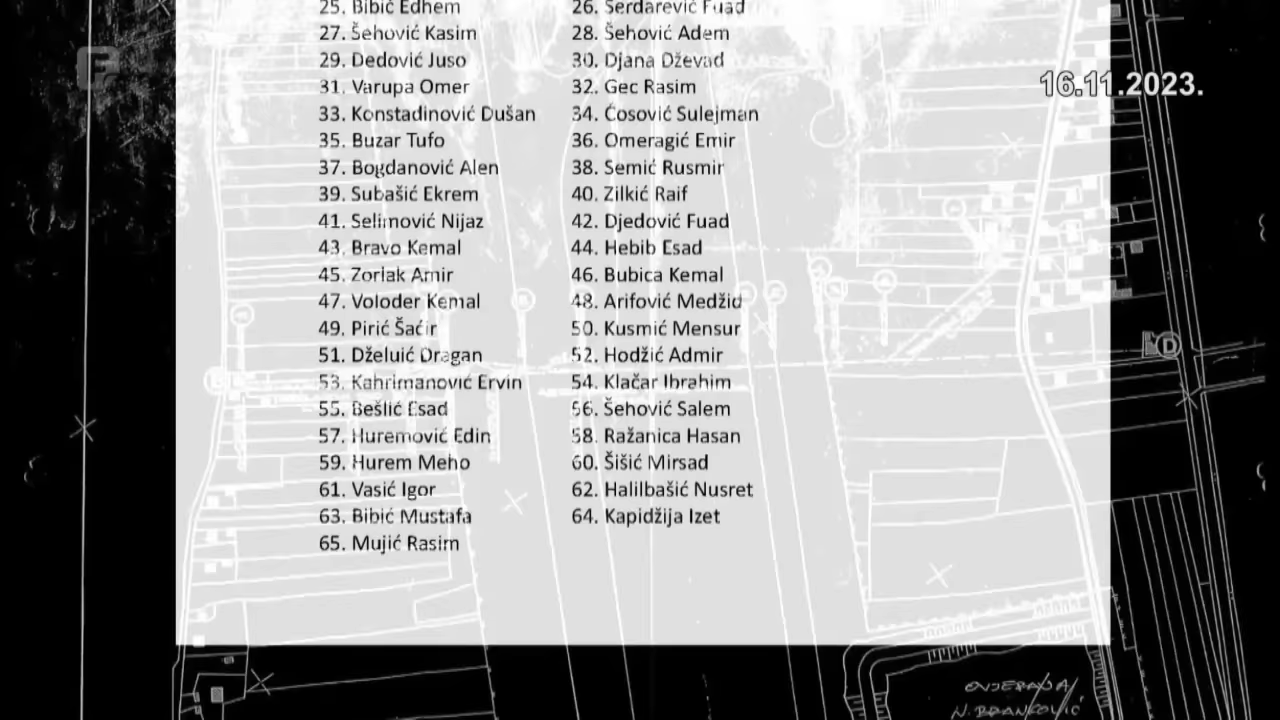 25. Bibić Edhem 26. Serdarević Fuad
27. Šehović Kasim 28. Šehović Adem
29. Dedović Juso 30. Djana Dževad
16.11.2023.
31. Varupa Omer 32. Gec Rasim
33. Konstadinović Dušan 34. Ćosović Sulejman
35. Buzar Tufo 36. Omeragić Emir
37. Bogdanović Alen 38. Semić Rusmir
39. Subašić Ekrem 40. Zilkić Raif
41. Selimović Nijaz 42. Djedović Fuad
43. Bravo Kemal 44. Hebib Esad
45. Zorlak Amir 46. Bubica Kemal
47. Voloder Kemal 48. Arifović Medžid
49. Pirić Šaćir 50. Kusmić Mensur
51. Dželuić Dragan 52. Hodžić Admir
D
53. Kahrimanović Ervin 54. Klačar Ibrahim
55. Bešlić Esad 56. Šehović Salem
57. Huremović Edin 58. Ražanica Hasan
59. Hurem Meho 60. Šišić Mirsad
61. Vasić Igor 62. Halilbašić Nusret
63. Bibić Mustafa 64. Kapidžija Izet
65. Mujić Rasim